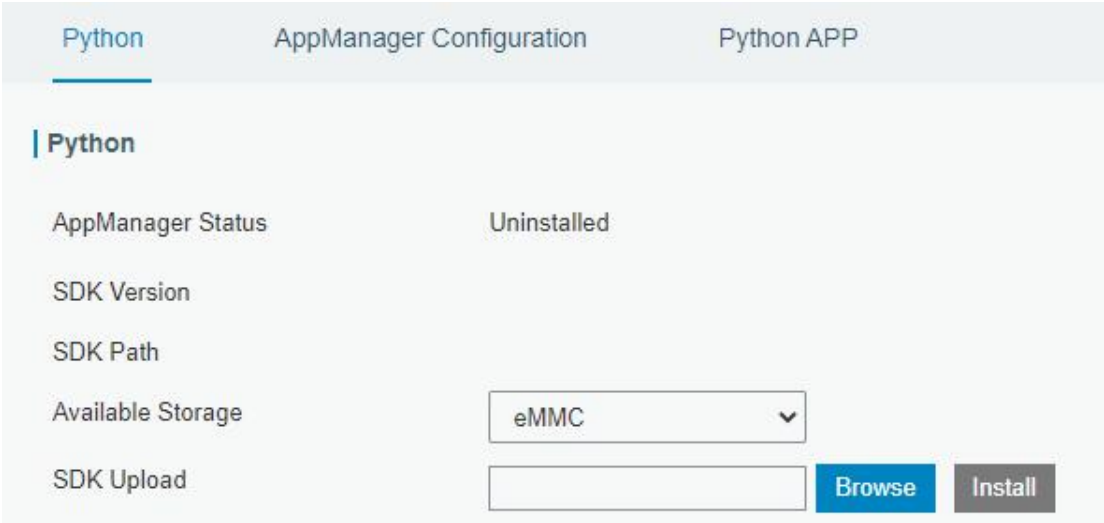 Python AppManager Configuration Python APP
Python
AppManager Status Uninstalled
SDK Version
SDK Path
Available Storage eMMC
SDK Upload Browse Install